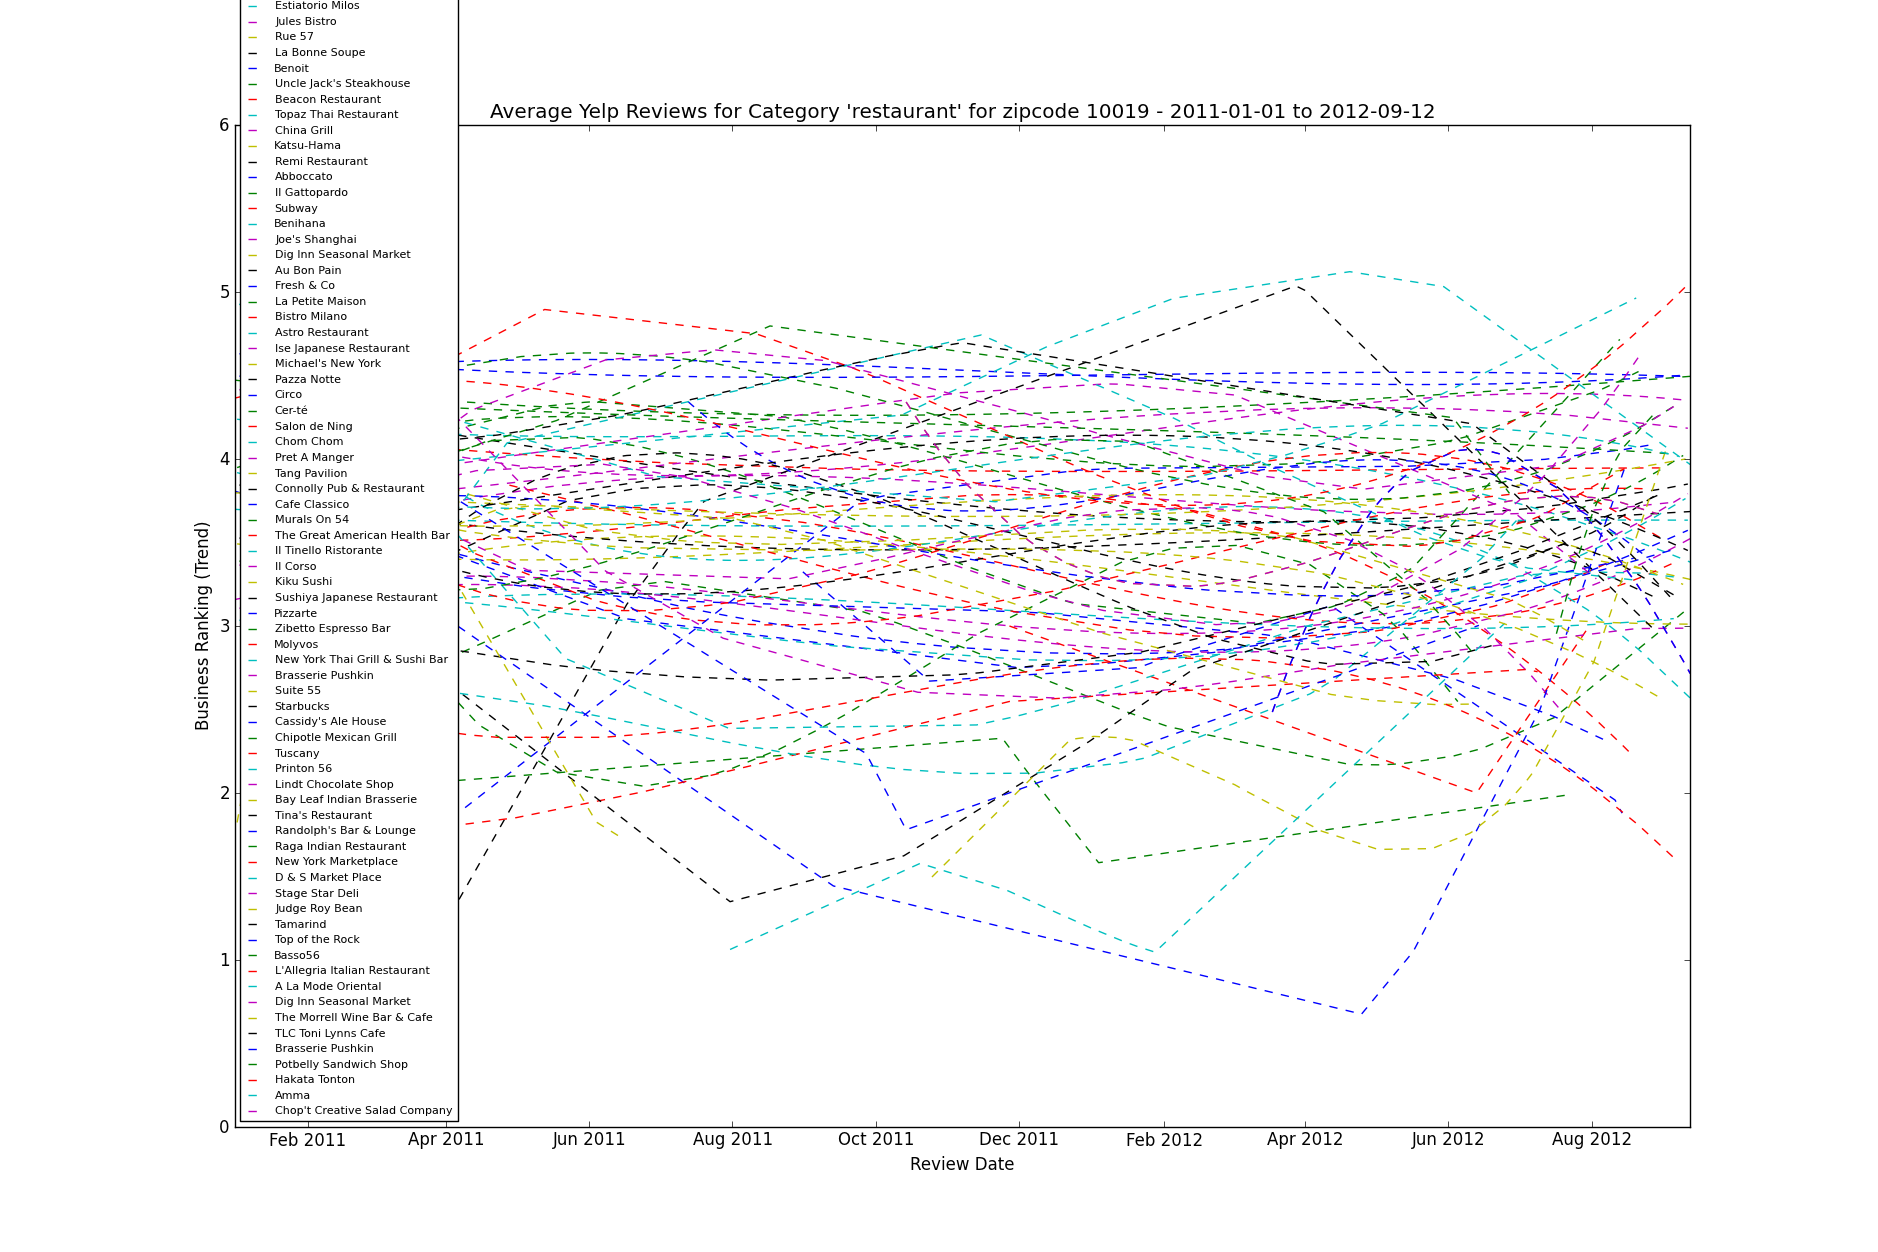 Estiatorio Milos
Jules Bistro
Rue 57
La Bonne Soupe
Benoit
Uncle Jack's Steakhouse
Beacon Restaurant
Topaz Thai Restaurant
China Grill
Katsu-Hama
Remi Restaurant
Abboccato
Il Gattopardo
Subway
Benihana
Joe's Shanghai
Dig Inn Seasonal Market
Au Bon Pain
Fresh & Co
La Petite Maison
Bistro Milano
Astro Restaurant
Ise Japanese Restaurant
Michael's New York
Pazza Notte
Circo
Cer-té
Salon de Ning
Chom Chom
Pret A Manger
Tang Pavilion
Connolly Pub & Restaurant
Cafe Classico
Murals On 54
The Great American Health Bar
Il Tinello Ristorante
Il Corso
Kiku Sushi
Sushiya Japanese Restaurant
Pizzarte
Zibetto Espresso Bar
Molyvos
New York Thai Grill & Sushi Bar
Brasserie Pushkin
Suite 55
Starbucks
Cassidy's Ale House
Chipotle Mexican Grill
Tuscany
Printon 56
Lindt Chocolate Shop
Bay Leaf Indian Brasserie
Tina's Restaurant
Randolph's Bar & Lounge
Raga Indian Restaurant
New York Marketplace
D & S Market Place
Stage Star Deli
Judge Roy Bean
Tamarind
Top of the Rock
Basso56
L'Allegria Italian Restaurant
A La Mode Oriental
Dig Inn Seasonal Market
The Morrell Wine Bar & Cafe
TLC Toni Lynns Cafe
Brasserie Pushkin
Potbelly Sandwich Shop
Hakata Tonton
Amma
Chop't Creative Salad Company
Average Yelp Reviews for Category 'restaurant' for zipcode 10019 - 2011-01-01 to 2012-09-12
6
5
4
3
2
1
0
Business Ranking (Trend)
Feb 2011 Apr 2011 Jun 2011 Aug 2011 Oct 2011 Dec 2011 Feb 2012 Apr 2012 Jun 2012 Aug 2012
Review Date